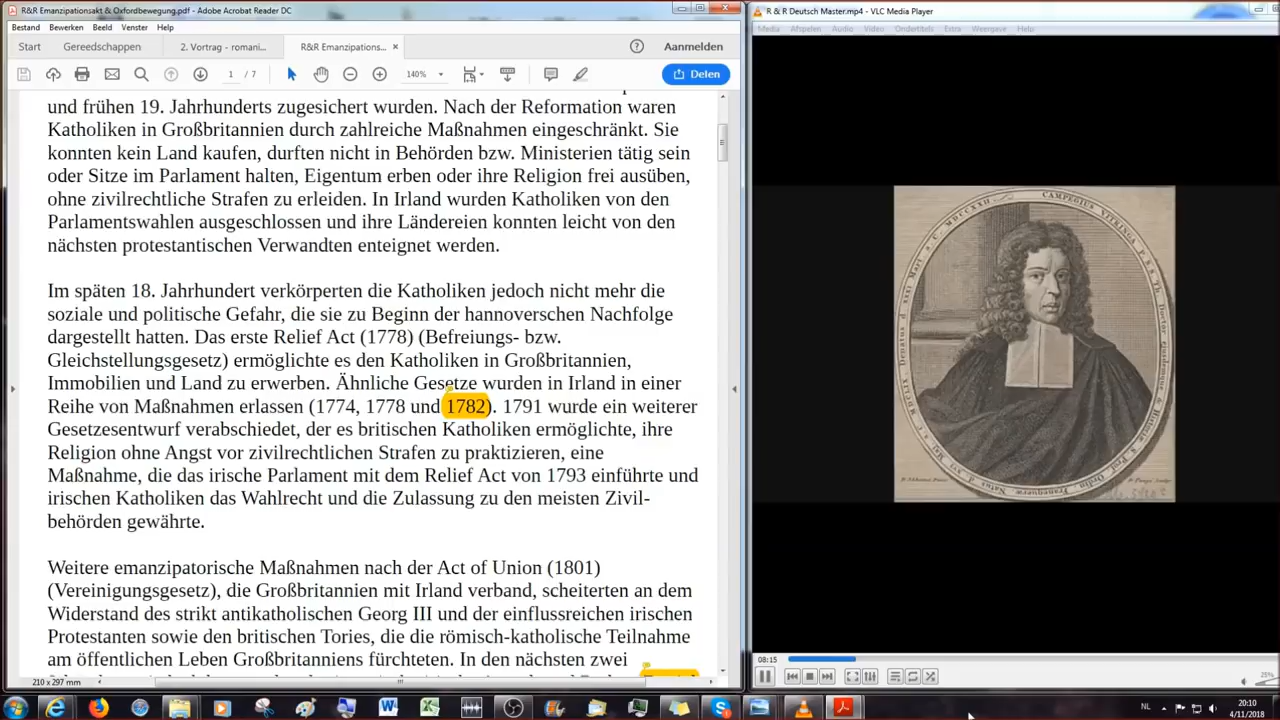 R&R Emanzipationsakt & Oxfordbewegung.pdf - Adobe Acrobat Reader DC
Bestand Bewerken Beeld Venster Help
Start Gereedschappen 2. Vortrag - romani... R&R Emanzipations... × Aanmelden
1 / 7 140% Delen
und frühen 19. Jahrhunderts zugesichert wurden. Nach der Reformation waren
Katholiken in Großbritannien durch zahlreiche Maßnahmen eingeschränkt. Sie
konnten kein Land kaufen, durften nicht in Behörden bzw. Ministerien tätig sein
oder Sitze im Parlament halten, Eigentum erben oder ihre Religion frei ausüben,
ohne zivilrechtliche Strafen zu erleiden. In Irland wurden Katholiken von den
Parlamentswahlen ausgeschlossen und ihre Ländereien konnten leicht von den
nächsten protestantischen Verwandten enteignet werden.
Im späten 18. Jahrhundert verkörperten die Katholiken jedoch nicht mehr die
soziale und politische Gefahr, die sie zu Beginn der hannoverschen Nachfolge
dargestellt hatten. Das erste Relief Act (1778) (Befreiungs- bzw.
Gleichstellungsgesetz) ermöglichte es den Katholiken in Großbritannien,
Immobilien und Land zu erwerben. Ähnliche Gesetze wurden in Irland in einer
Reihe von Maßnahmen erlassen (1774, 1778 und 1782). 1791 wurde ein weiterer
Gesetzesentwurf verabschiedet, der es britischen Katholiken ermöglichte, ihre
Religion ohne Angst vor zivilrechtlichen Strafen zu praktizieren, eine
Maßnahme, die das irische Parlament mit dem Relief Act von 1793 einführte und
irischen Katholiken das Wahlrecht und die Zulassung zu den meisten Zivil-
behörden gewährte.
Weitere emanzipatorische Maßnahmen nach der Act of Union (1801)
(Vereinigungsgesetz), die Großbritannien mit Irland verband, scheiterten an dem
Widerstand des strikt antikatholischen Georg III und der einflussreichen irischen
Protestanten sowie den britischen Tories, die die römisch-katholische Teilnahme
am öffentlichen Leben Großbritanniens fürchteten. In den nächsten zwei
210 x 297 mm
R & R Deutsch Master.mp4 - VLC Media Player
Media Afspelen Audio Video Ondertitels Extra Weergave Help
CAMPEGIUS VITRINGA
08:15
25%
NL 20:10
4/11/2018